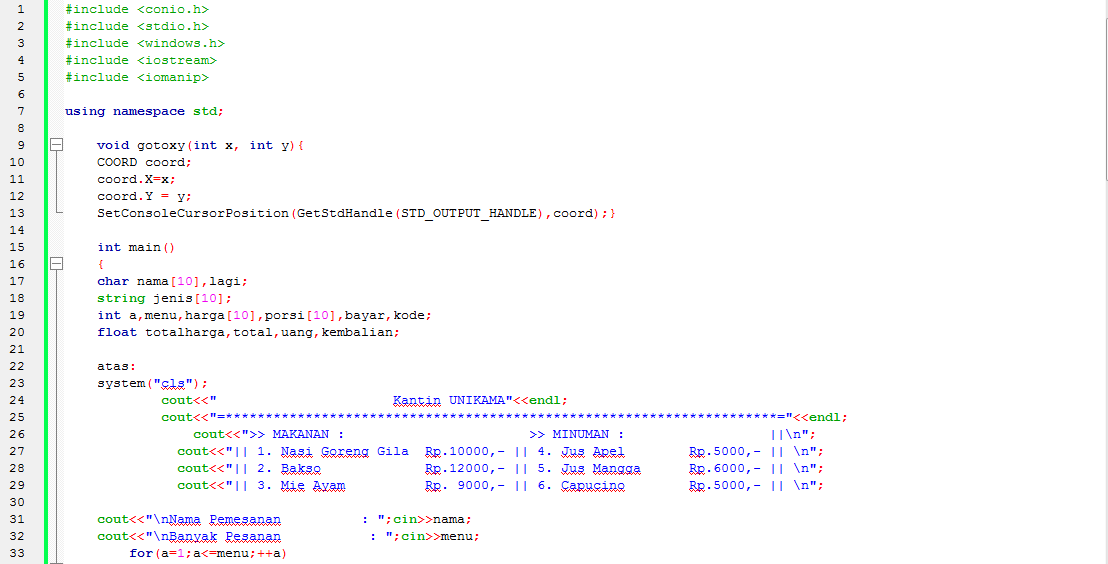 1 #include <conio.h>
2 #include <stdio.h>
3 #include <windows.h>
4 #include <iostream>
5 #include <iomanip>
6
7 using namespace std;
8
9 void gotoxy(int x, int y){
10 COORD coord;
11 coord.X=x;
12 coord.Y = y;
13 SetConsoleCursorPosition(GetStdHandle(STD_OUTPUT_HANDLE),coord);}
14
15 int main()
16 {
17 char nama[10],lagi;
18 string jenis[10];
19 int a,menu,harga[10],porsi[10],bayar,kode;
20 float totalharga,total,uang,kembalian;
21
22 atas:
23 system("cls");
24 cout<<"                      Kantin UNIKAMA"<<endl;
25 cout<<"=*********************************************************************="<<endl;
26 cout<<">> MAKANAN :                       >> MINUMAN :                  ||\n";
27 cout<<"|| 1. Nasi Goreng Gila  Rp.10000,- || 4. Jus Apel        Rp.5000,- || \n";
28 cout<<"|| 2. Bakso             Rp.12000,- || 5. Jus Mangga      Rp.6000,- || \n";
29 cout<<"|| 3. Mie Ayam          Rp. 9000,- || 6. Capucino        Rp.5000,- || \n";
30
31 cout<<"\nNama Pemesanan          : ";cin>>nama;
32 cout<<"\nBanyak Pesanan           : ";cin>>menu;
33 for(a=1;a<=menu;++a)